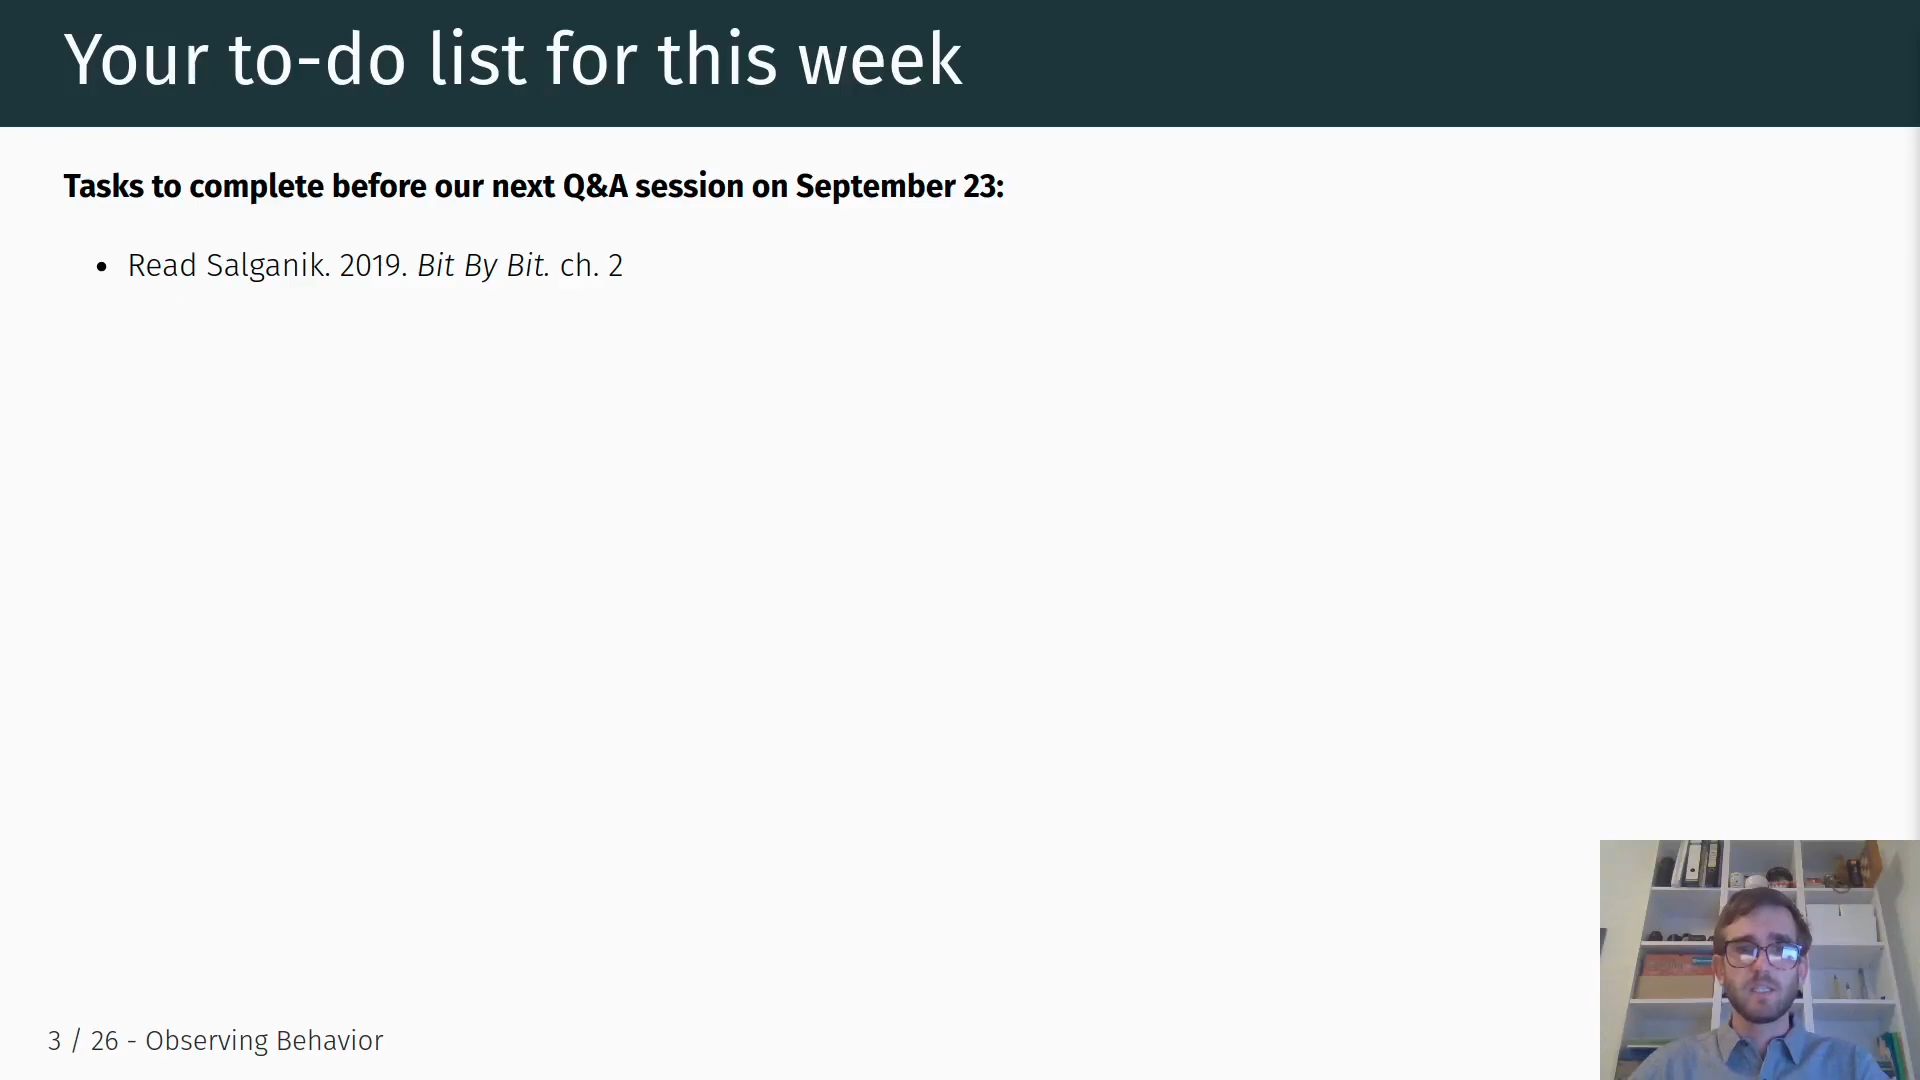 Your to-do list for this week
Tasks to complete before our next Q&A session on September 23:
• Read Salganik. 2019. Bit By Bit. ch. 2
3 / 26 - Observing Behavior